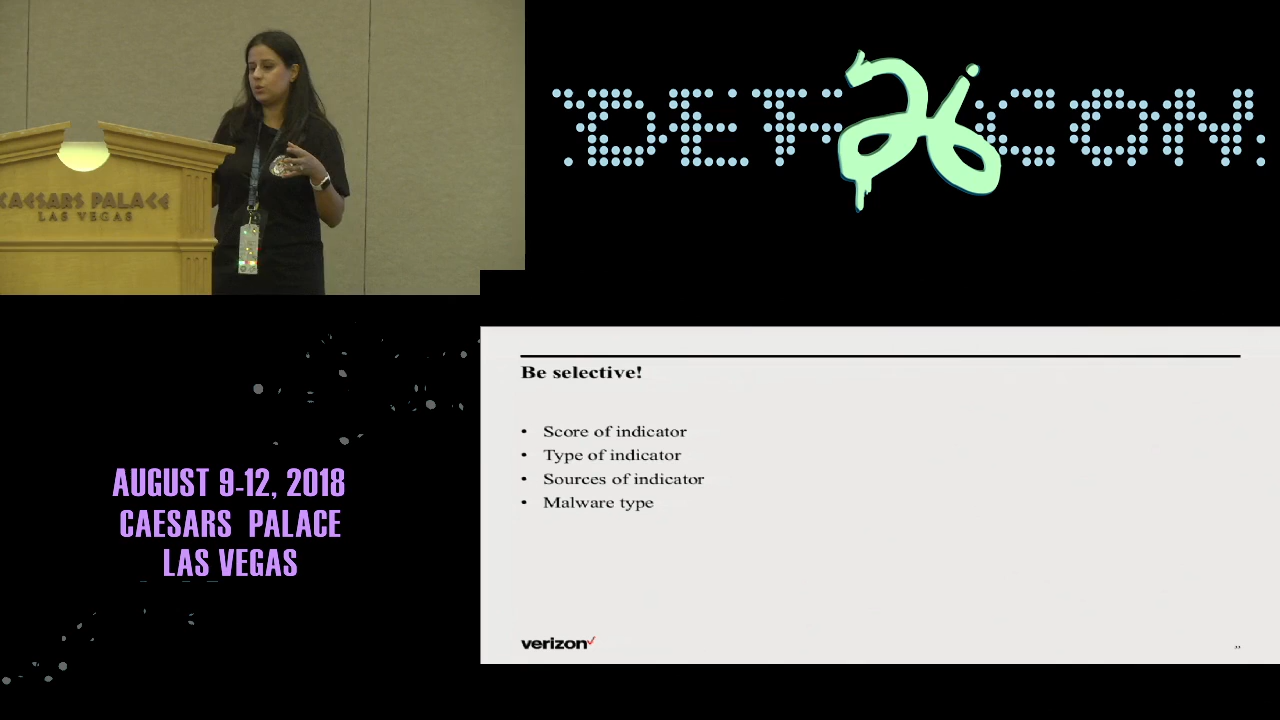 CAESARS PALACE
LAS VEGAS
DEF 26 CON
AUGUST 9-12, 2018
CAESARS PALACE
LAS VEGAS
Be selective!
• Score of indicator
• Type of indicator
• Sources of indicator
• Malware type
verizon